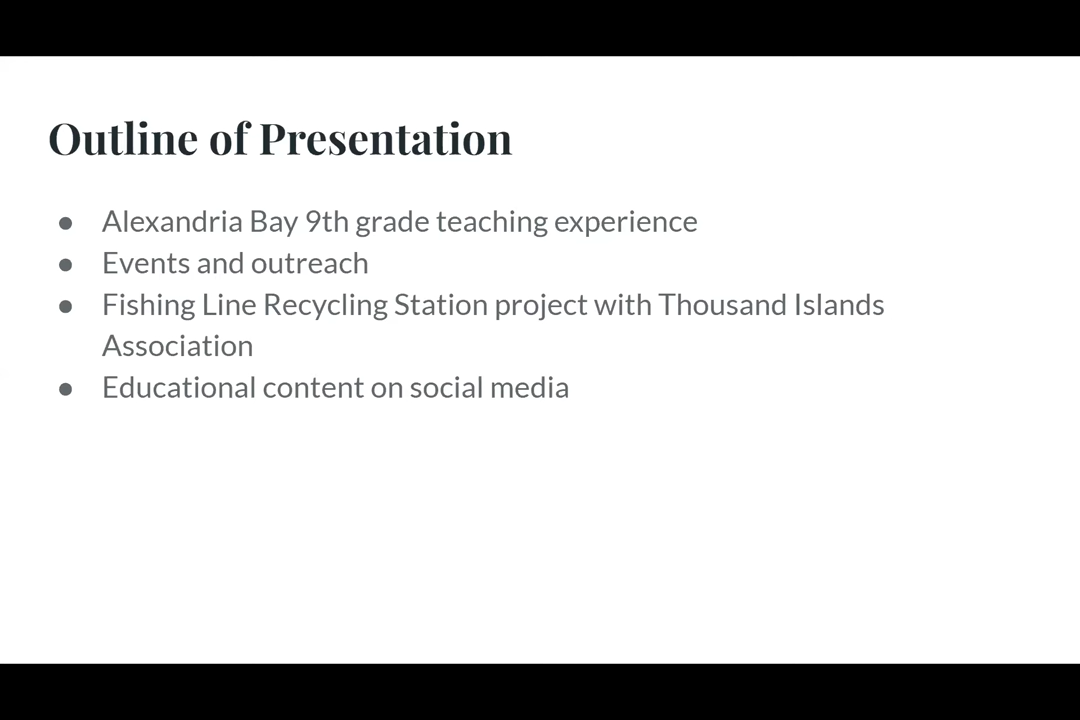 Outline of Presentation
● Alexandria Bay 9th grade teaching experience
● Events and outreach
● Fishing Line Recycling Station project with Thousand Islands
Association
● Educational content on social media